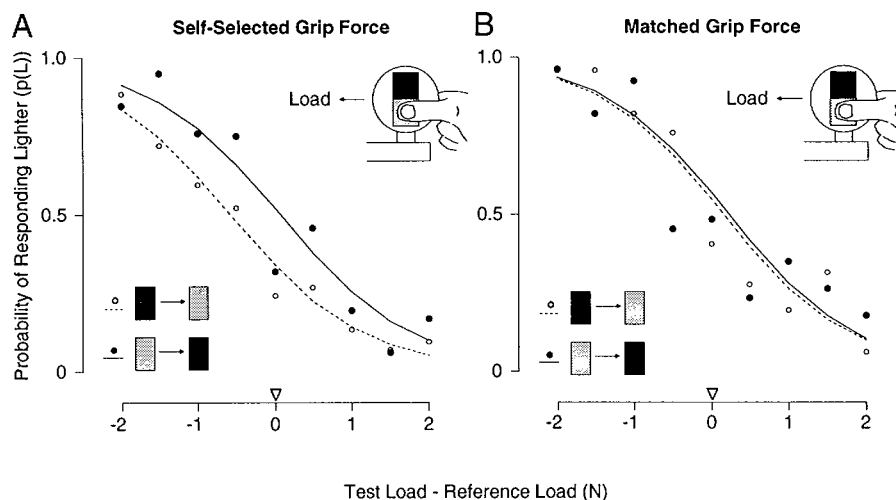 A
Self-Selected Grip Force
B
Matched Grip Force
Probability of Responding Lighter (p(L))
1.0
0.5
0
Load
-2
-1
0
1
2
1.0
0.5
0
Load
-2
-1
0
1
2
Test Load - Reference Load (N)